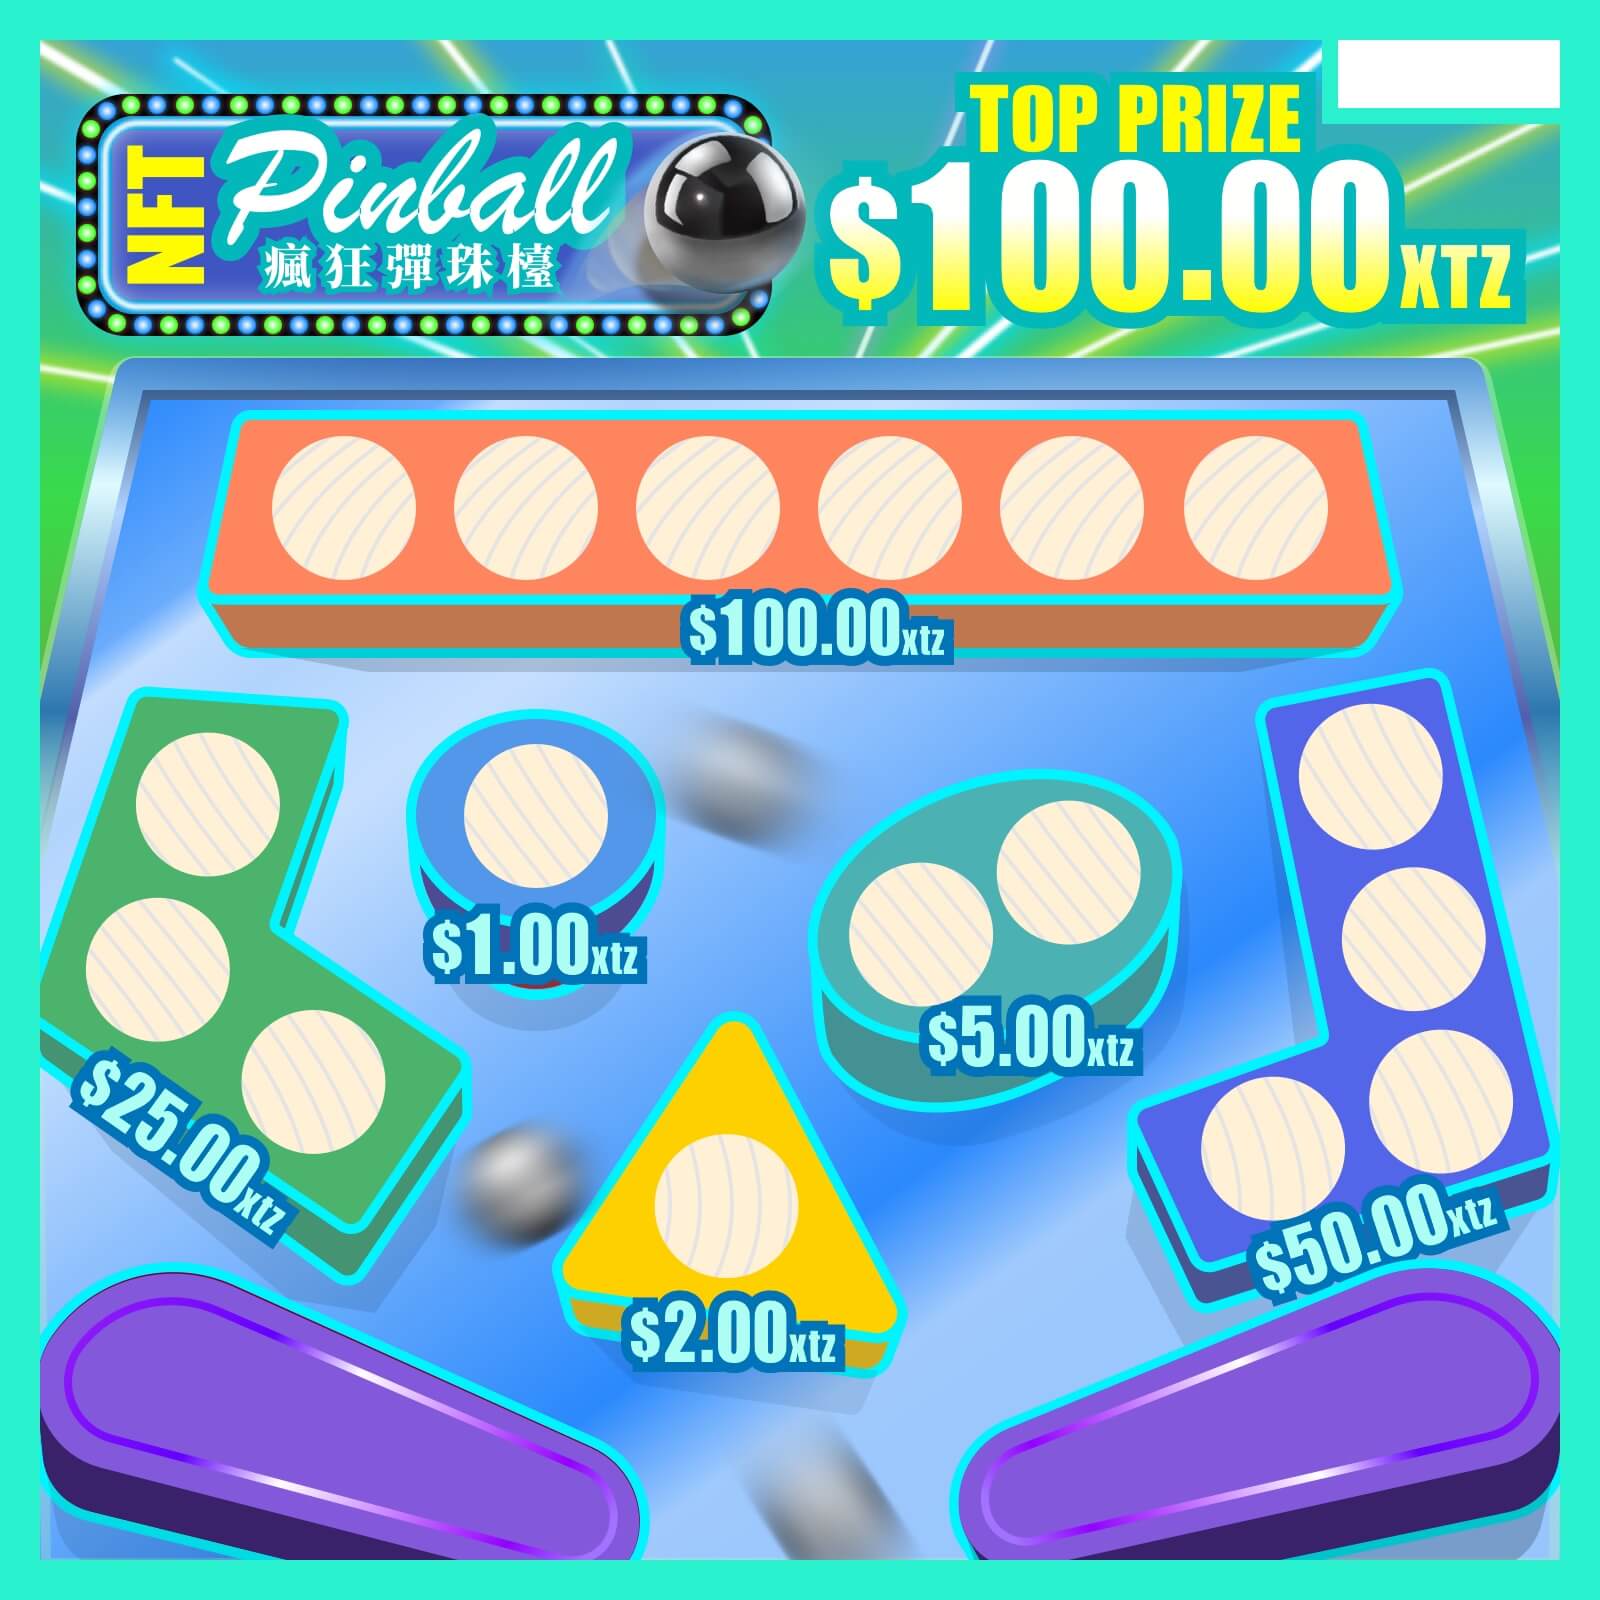 NFT
Pinball
瘋狂彈珠檯
TOP PRIZE
$100.00XTZ
$100.00xtz
$1.00xtz
$5.00xtz
$25.00xtz
$50.00xtz
$2.00xtz